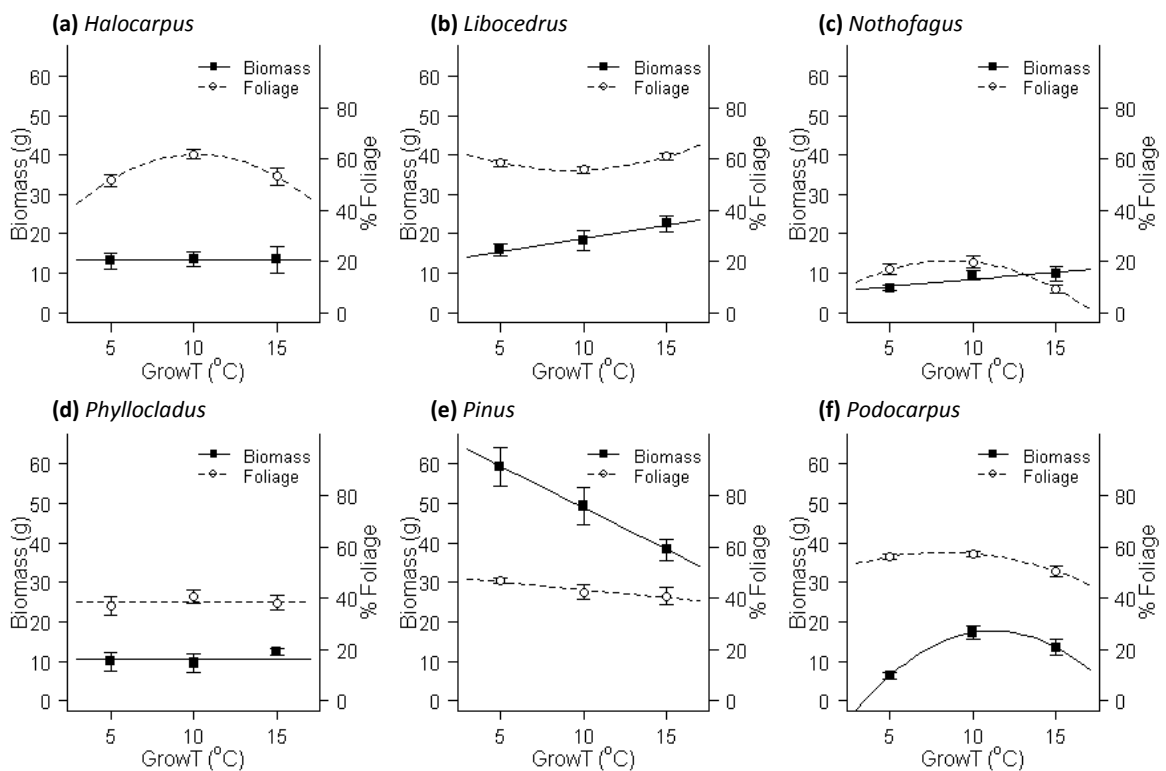 (a) Halocarpus
Biomass
Foliage
60
50
40
30
20
10
0
Biomass (g)
80
60
40
20
0
% Foliage
5 10 15
GrowT (°C)
(b) Libocedrus
Biomass
Foliage
60
50
40
30
20
10
0
Biomass (g)
80
60
40
20
0
% Foliage
5 10 15
GrowT (°C)
(c) Nothofagus
Biomass
Foliage
60
50
40
30
20
10
0
Biomass (g)
80
60
40
20
0
% Foliage
5 10 15
GrowT (°C)
(d) Phyllocladus
Biomass
Foliage
60
50
40
30
20
10
0
Biomass (g)
80
60
40
20
0
% Foliage
5 10 15
GrowT (°C)
(e) Pinus
Biomass
Foliage
60
50
40
30
20
10
0
Biomass (g)
80
60
40
20
0
% Foliage
5 10 15
GrowT (°C)
(f) Podocarpus
Biomass
Foliage
60
50
40
30
20
10
0
Biomass (g)
80
60
40
20
0
% Foliage
5 10 15
GrowT (°C)